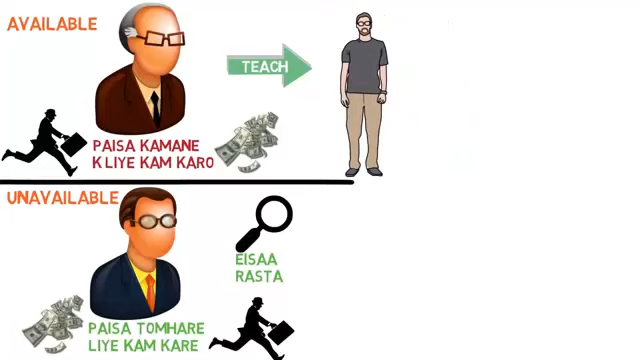 AVAILABLE
TEACH
PAISA KAMANE
K LIYE KAM KARO
UNAVAILABLE
EISAA
RASTA
PAISA TOMHARE
LIYE KAM KARE